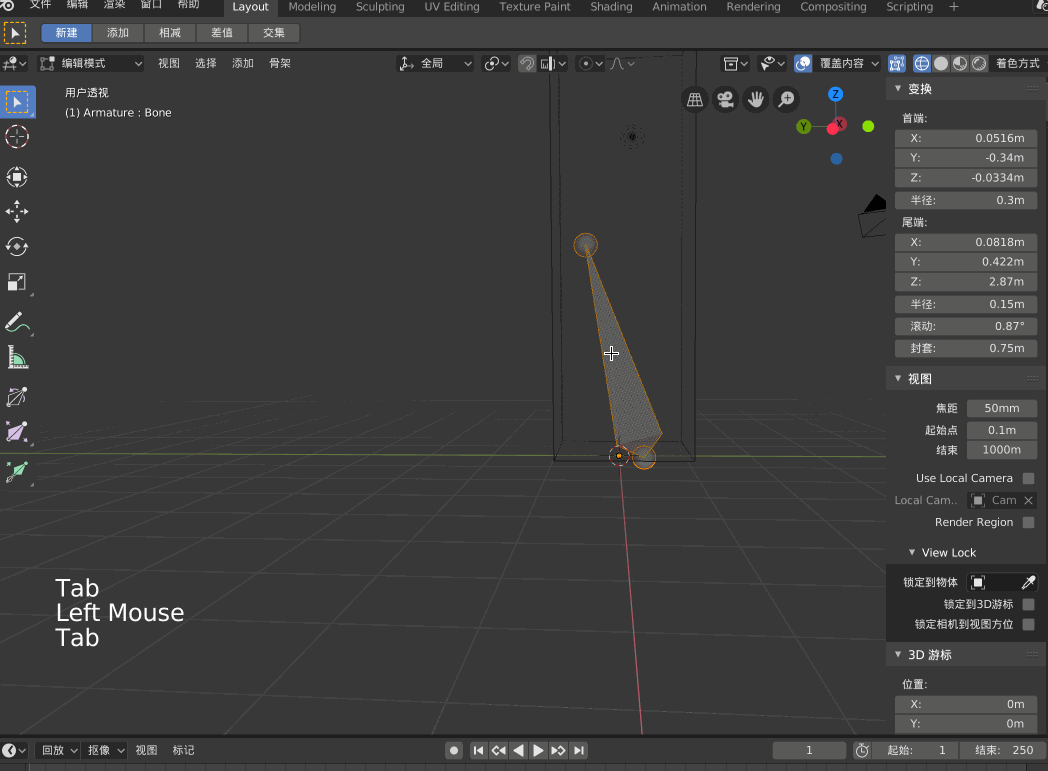 文件 编辑 渲染 窗口 帮助 Layout Modeling Sculpting UV Editing Texture Paint Shading Animation Rendering Compositing Scripting +
新建 添加 相减 差值 交集
编辑模式 视图 选择 添加 骨架 全局 覆盖内容 着色方式
用户透视
(1) Armature : Bone
Z
Y
X
变换
首端:
X: 0.0516m
Y: -0.34m
Z: -0.0334m
半径: 0.3m
尾端:
X: 0.0818m
Y: 0.422m
Z: 2.87m
半径: 0.15m
滚动: 0.87°
封套: 0.75m
视图
焦距 50mm
起始点 0.1m
结束 1000m
Use Local Camera
Local Cam.. Cam
Render Region
View Lock
锁定到物体
锁定到3D游标
锁定相机到视图方位
3D 游标
位置:
X: 0m
Y: 0m
Tab
Left Mouse
Tab
回放 抠像 视图 标记 1 起始: 1 结束: 250